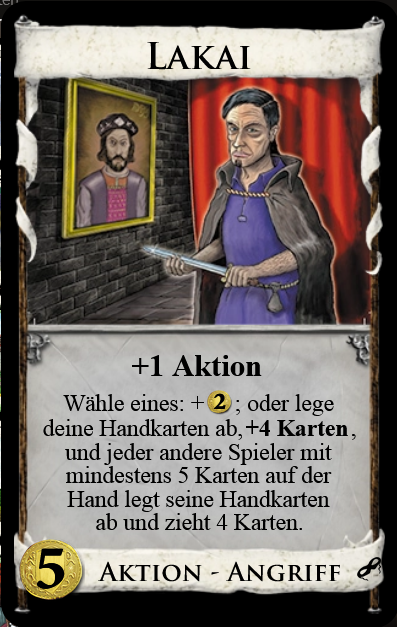 LAKAI
+1 Aktion
Wähle eines: +2; oder lege
deine Handkarten ab, +4 Karten,
und jeder andere Spieler mit
mindestens 5 Karten auf der
Hand legt seine Handkarten
ab und zieht 4 Karten.
5 AKTION - ANGRIFF